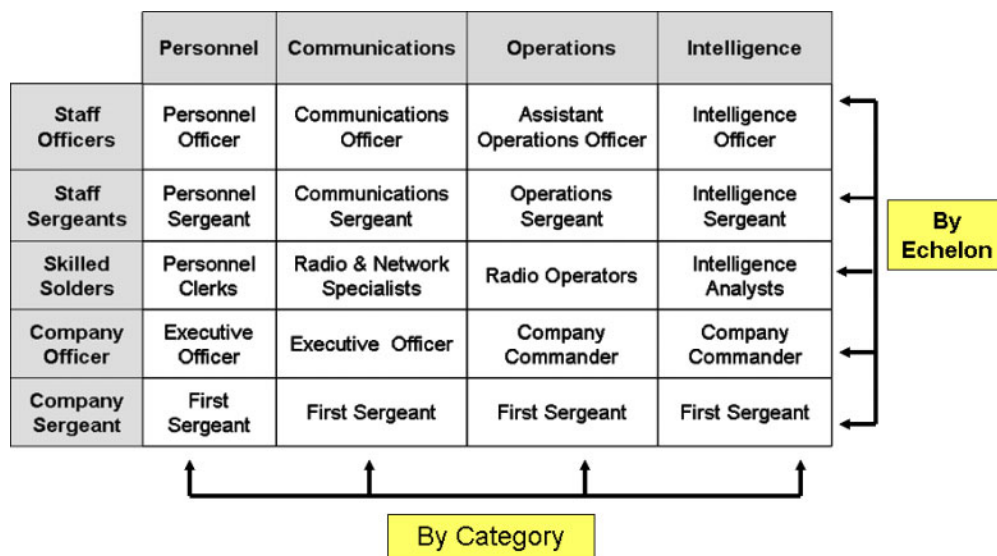 Personnel Communications Operations Intelligence
Staff Officers Personnel Officer Communications Officer Assistant Operations Officer Intelligence Officer
Staff Sergeants Personnel Sergeant Communications Sergeant Operations Sergeant Intelligence Sergeant
Skilled Solders Personnel Clerks Radio & Network Specialists Radio Operators Intelligence Analysts
Company Officer Executive Officer Executive Officer Company Commander Company Commander
Company Sergeant First Sergeant First Sergeant First Sergeant First Sergeant
By Echelon
By Category